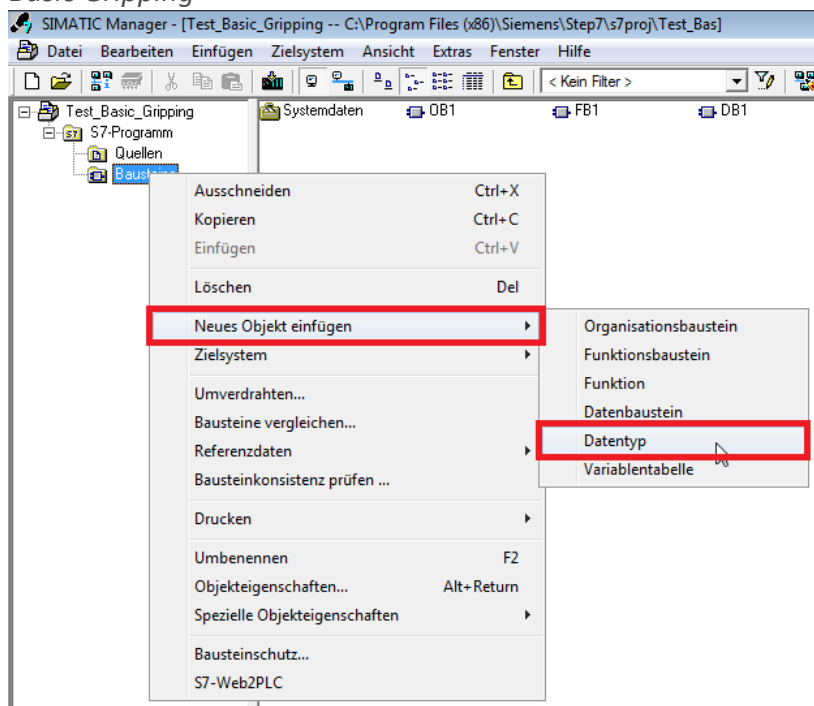 Basic Gripping
SIMATIC Manager - [Test_Basic_Gripping -- C:\Program Files (x86)\Siemens\Step7\s7proj\Test_Bas]
Datei Bearbeiten Einfügen Zielsystem Ansicht Extras Fenster Hilfe
< Kein Filter >
Test_Basic_Gripping
S7-Programm
Quellen
Bausteine
Systemdaten OB1 FB1 DB1
Ausschneiden Ctrl+X
Kopieren Ctrl+C
Einfügen Ctrl+V
Löschen Del
Neues Objekt einfügen
Zielsystem
Umverdrahten...
Bausteine vergleichen...
Referenzdaten
Bausteinkonsistenz prüfen ...
Drucken
Umbenennen F2
Objekteigenschaften... Alt+Return
Spezielle Objekteigenschaften
Bausteinschutz...
S7-Web2PLC
Organisationsbaustein
Funktionsbaustein
Funktion
Datenbaustein
Datentyp
Variablentabelle